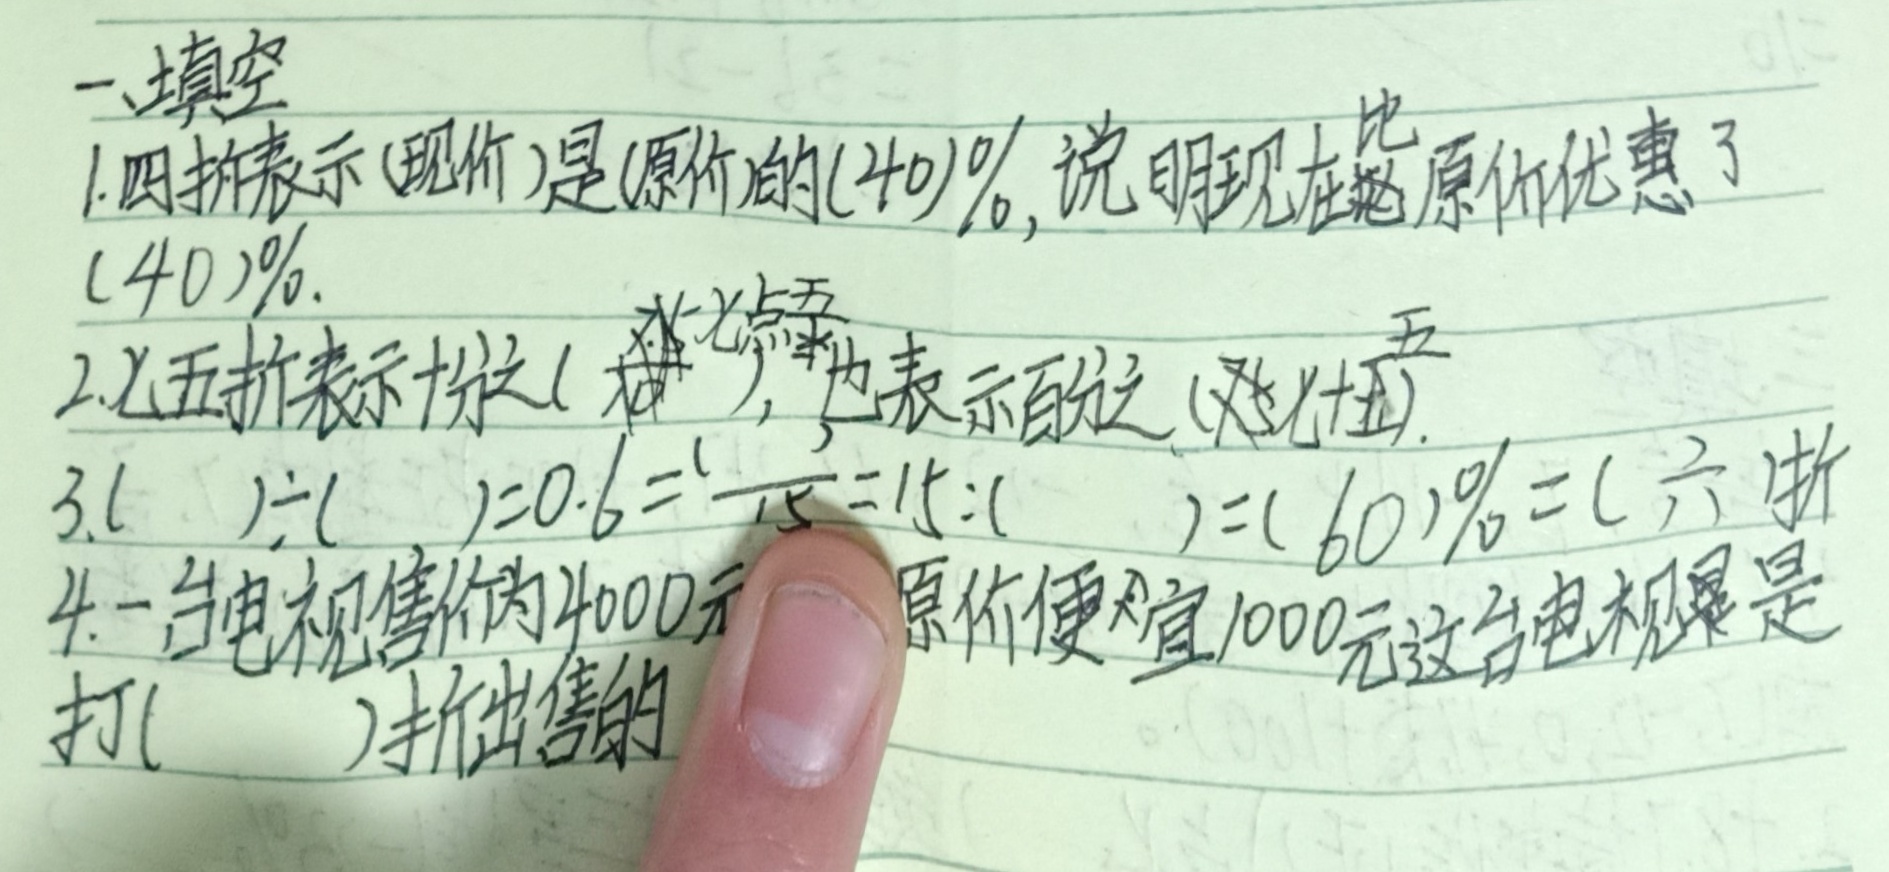 一、填空
1.四折表示(现价)是(原价)的(40)%,说明现在比原价优惠了
(40)%.
2.七五折表示十分之(七点五),也表示百分之(七十五).
3.( )÷( )=0.6=( )/15=15:( )=(60)%=(六)折
4.一台电视售价为4000元 原价便宜1000元这台电视是
打( )折出售的